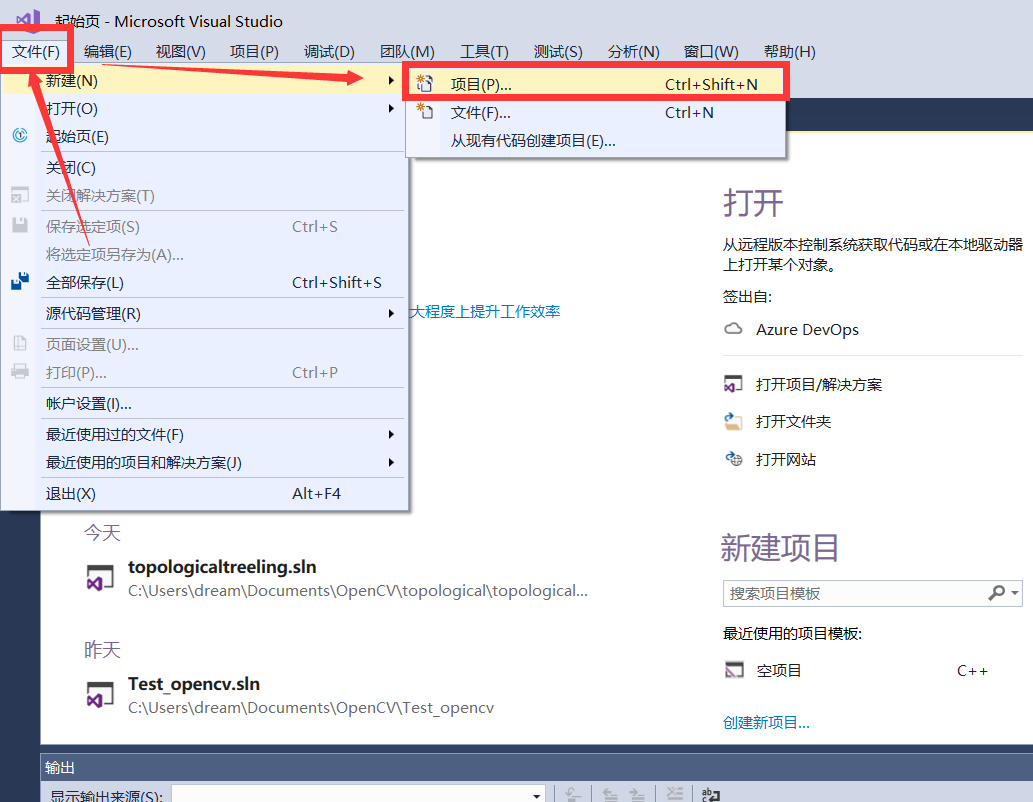 起始页 - Microsoft Visual Studio
文件(F) 编辑(E) 视图(V) 项目(P) 调试(D) 团队(M) 工具(T) 测试(S) 分析(N) 窗口(W) 帮助(H)
新建(N)
项目(P)... Ctrl+Shift+N
文件(F)... Ctrl+N
从现有代码创建项目(E)...
打开(O)
起始页(E)
关闭(C)
关闭解决方案(T)
保存选定项(S) Ctrl+S
将选定项另存为(A)...
全部保存(L) Ctrl+Shift+S
源代码管理(R)
页面设置(U)...
打印(P)... Ctrl+P
帐户设置(I)...
最近使用过的文件(F)
最近使用的项目和解决方案(J)
退出(X) Alt+F4
大程度上提升工作效率
今天
topologicaltreeling.sln
C:\Users\dream\Documents\OpenCV\topological\topological...
昨天
Test_opencv.sln
C:\Users\dream\Documents\OpenCV\Test_opencv
打开
从远程版本控制系统获取代码或在本地驱动器
上打开某个对象。
签出自:
Azure DevOps
打开项目/解决方案
打开文件夹
打开网站
新建项目
搜索项目模板
最近使用的项目模板:
空项目 C++
创建新项目...
输出
显示输出来源(S):